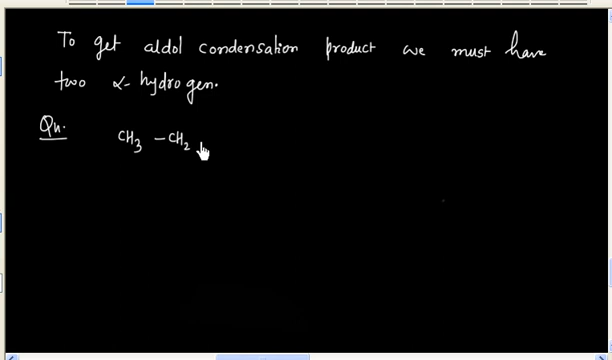 To get aldol condensation product we must have
two α- hydrogen.
Qn. CH3 - CH2